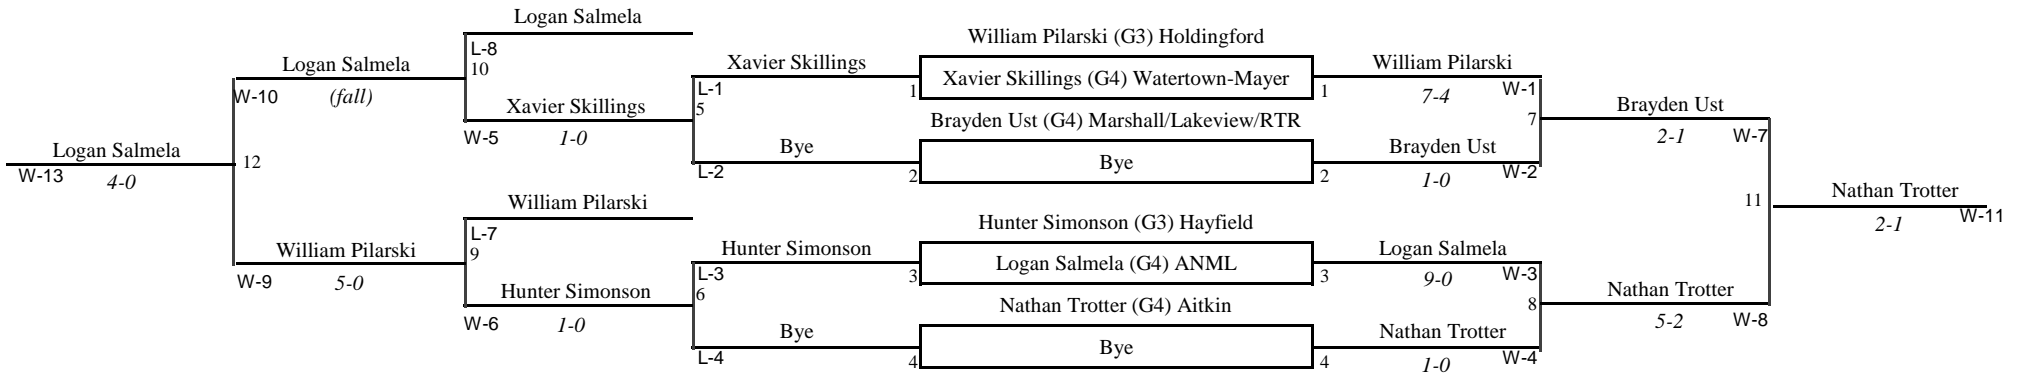 Logan Salmela
L-8
10
Logan Salmela
W-10
(fall)
Xavier Skillings
W-5
1-0
Logan Salmela
W-13
4-0
12
William Pilarski
L-7
9
William Pilarski
W-9
5-0
Hunter Simonson
W-6
1-0
Xavier Skillings
L-1
5
Bye
L-2
Hunter Simonson
L-3
6
Bye
L-4
William Pilarski (G3) Holdingford
1
Xavier Skillings (G4) Watertown-Mayer
1
Brayden Ust (G4) Marshall/Lakeview/RTR
2
Bye
2
Hunter Simonson (G3) Hayfield
3
Logan Salmela (G4) ANML
3
Nathan Trotter (G4) Aitkin
4
Bye
4
William Pilarski
7-4
W-1
7
Brayden Ust
1-0
W-2
Logan Salmela
9-0
W-3
8
Nathan Trotter
1-0
W-4
Brayden Ust
2-1
W-7
11
Nathan Trotter
5-2
W-8
Nathan Trotter
2-1
W-11